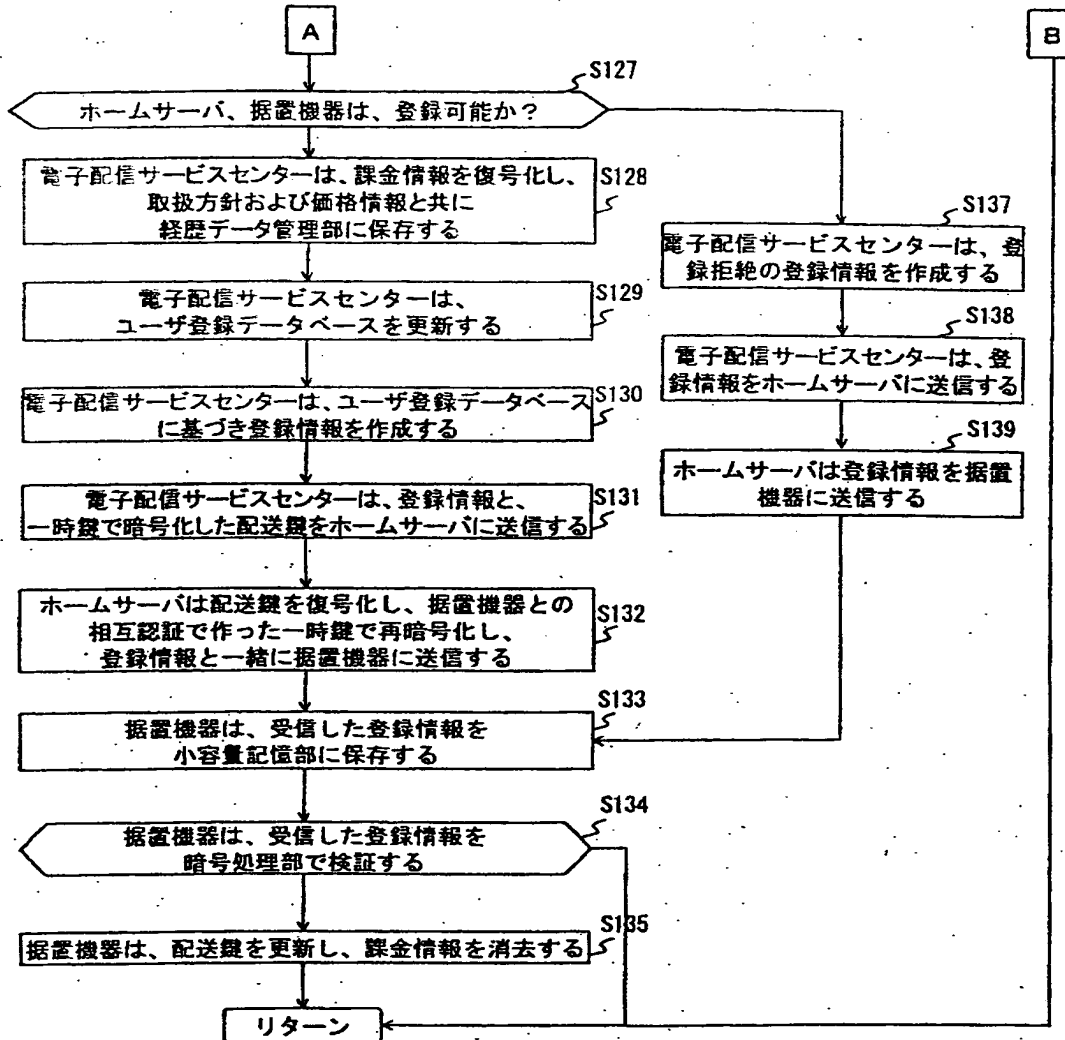 A
B
S127
ホームサーバ、据置機器は、登録可能か?
電子配信サービスセンターは、課金情報を復号化し、
取扱方針および価格情報と共に
経歴データ管理部に保存する
S128
電子配信サービスセンターは、
ユーザ登録データベースを更新する
S129
電子配信サービスセンターは、ユーザ登録データベース
に基づき登録情報を作成する
S130
電子配信サービスセンターは、登録情報と、
一時鍵で暗号化した配送鍵をホームサーバに送信する
S131
ホームサーバは配送鍵を復号化し、据置機器との
相互認証で作った一時鍵で再暗号化し、
登録情報と一緒に据置機器に送信する
S132
据置機器は、受信した登録情報を
小容量記憶部に保存する
S133
据置機器は、受信した登録情報を
暗号処理部で検証する
S134
据置機器は、配送鍵を更新し、課金情報を消去する
S135
リターン
S137
電子配信サービスセンターは、登
録拒絶の登録情報を作成する
S138
電子配信サービスセンターは、登
録情報をホームサーバに送信する
S139
ホームサーバは登録情報を据置
機器に送信する